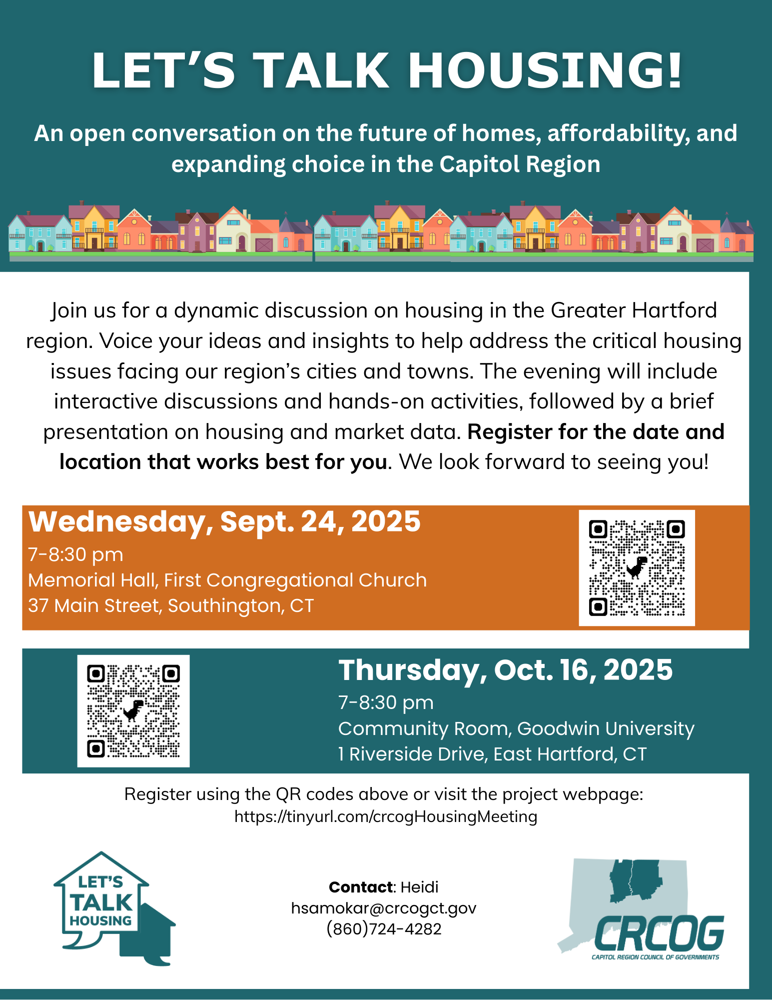 LET’S TALK HOUSING!
An open conversation on the future of homes, affordability, and
expanding choice in the Capitol Region
Join us for a dynamic discussion on housing in the Greater Hartford
region. Voice your ideas and insights to help address the critical housing
issues facing our region’s cities and towns. The evening will include
interactive discussions and hands-on activities, followed by a brief
presentation on housing and market data. Register for the date and
location that works best for you. We look forward to seeing you!
Wednesday, Sept. 24, 2025
7-8:30 pm
Memorial Hall, First Congregational Church
37 Main Street, Southington, CT
Thursday, Oct. 16, 2025
7-8:30 pm
Community Room, Goodwin University
1 Riverside Drive, East Hartford, CT
Register using the QR codes above or visit the project webpage:
https://tinyurl.com/crcogHousingMeeting
LET’S
TALK
HOUSING
Contact: Heidi
hsamokar@crcogct.gov
(860)724-4282
CRCOG
CAPITOL REGION COUNCIL OF GOVERNMENTS